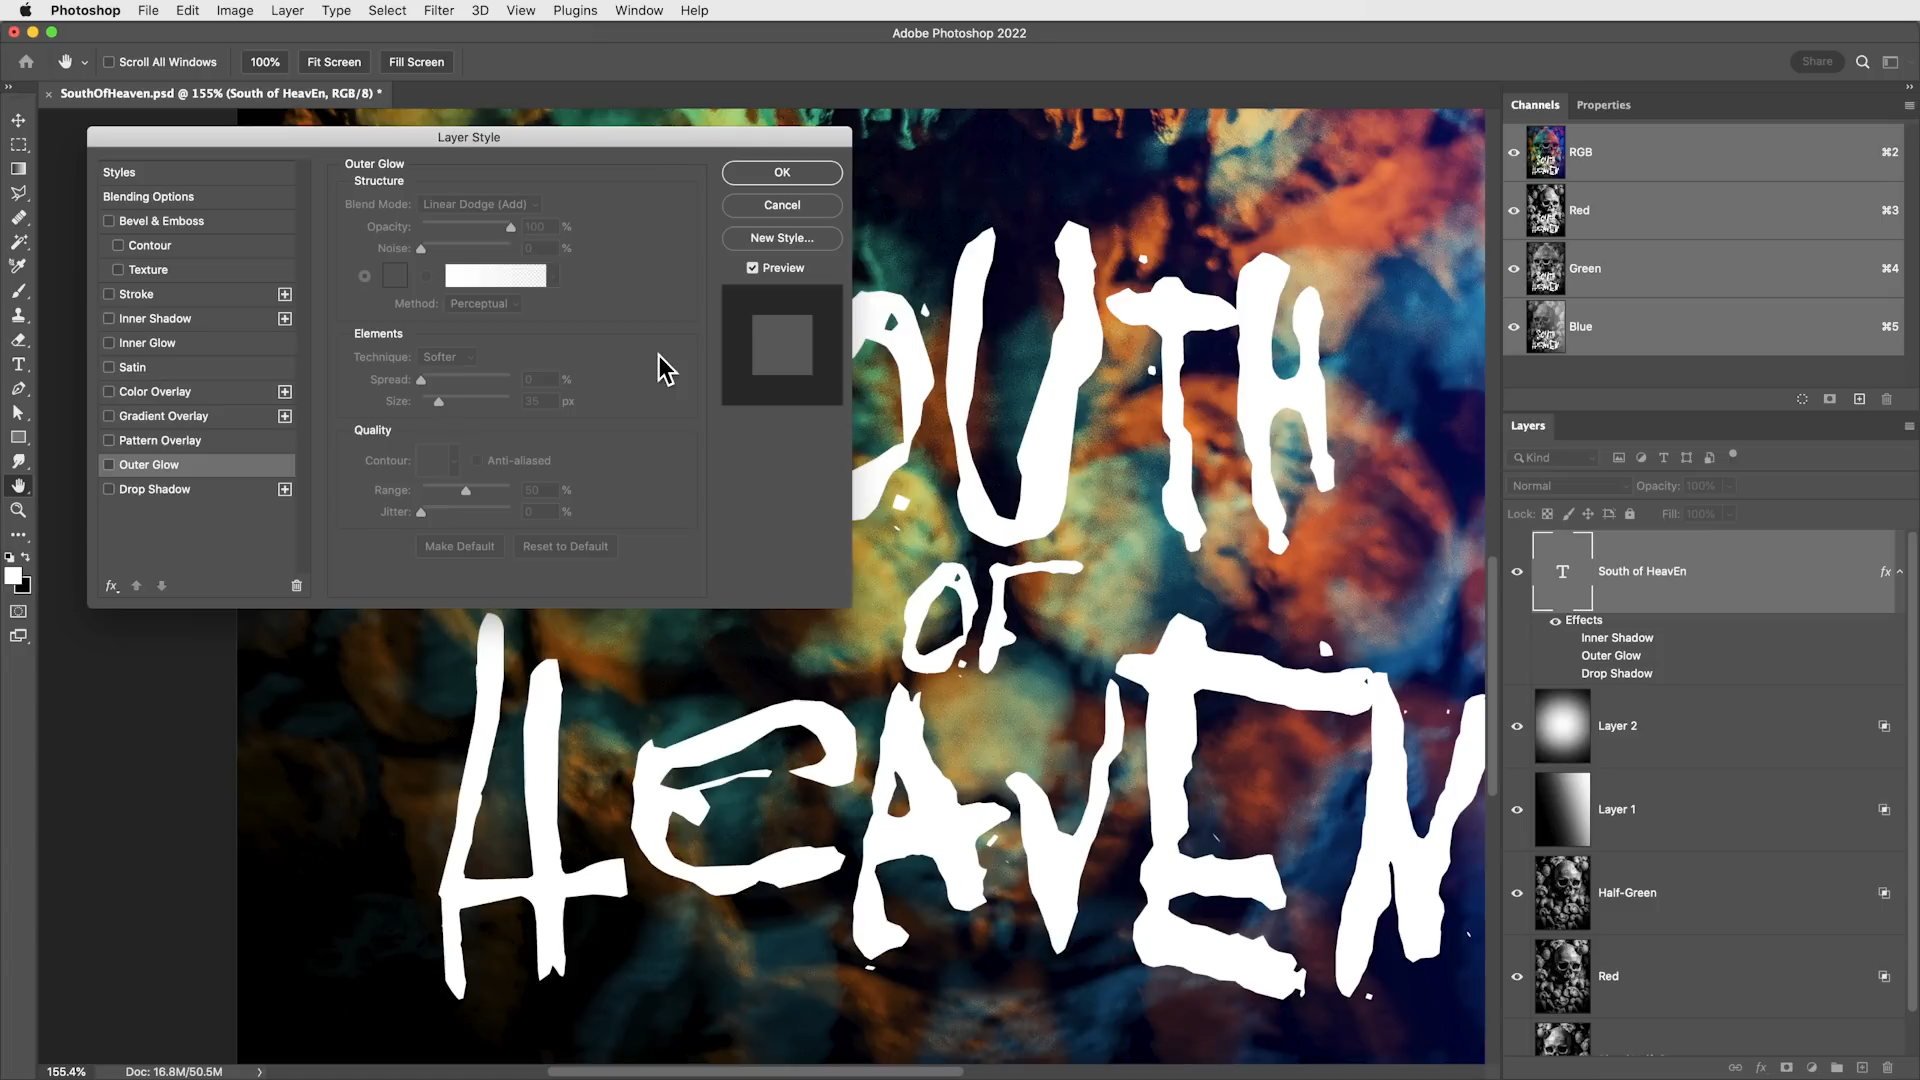 Photoshop File Edit Image Layer Type Select Filter 3D View Plugins Window Help
Adobe Photoshop 2022
Scroll All Windows 100% Fit Screen Fill Screen Share
× SouthOfHeaven.psd @ 155% (South of HeavEn, RGB/8) *
Layer Style
Styles
Blending Options
Bevel & Emboss
Contour
Texture
Stroke
Inner Shadow
Inner Glow
Satin
Color Overlay
Gradient Overlay
Pattern Overlay
Outer Glow
Drop Shadow
fx
Outer Glow
Structure
Blend Mode: Linear Dodge (Add)
Opacity: 100 %
Noise: 0 %
Method: Perceptual
Elements
Technique: Softer
Spread: 0 %
Size: 35 px
Quality
Contour: Anti-aliased
Range: 50 %
Jitter: 0 %
Make Default Reset to Default
OK
Cancel
New Style...
Preview
OUTH
OF
HEAVEN
Channels Properties
RGB ⌘2
Red ⌘3
Green ⌘4
Blue ⌘5
Layers
Kind
Normal Opacity: 100%
Lock: Fill: 100%
T South of HeavEn fx
Effects
Inner Shadow
Outer Glow
Drop Shadow
Layer 2
Layer 1
Half-Green
Red
fx
155.4% Doc: 16.8M/50.5M